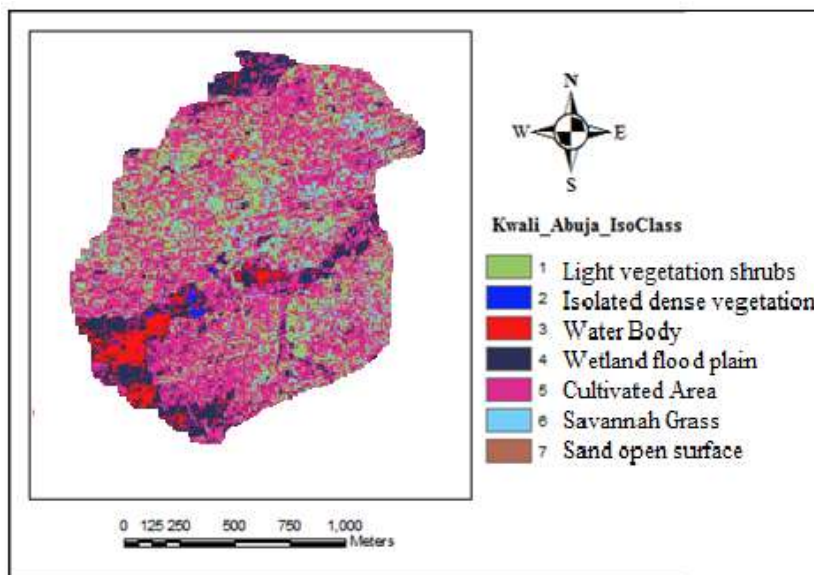 N
W E
S
Kwali_Abuja_IsoClass
1 Light vegetation shrubs
2 Isolated dense vegetation
3 Water Body
4 Wetland flood plain
5 Cultivated Area
6 Savannah Grass
7 Sand open surface
0 125 250 500 750 1,000
Meters